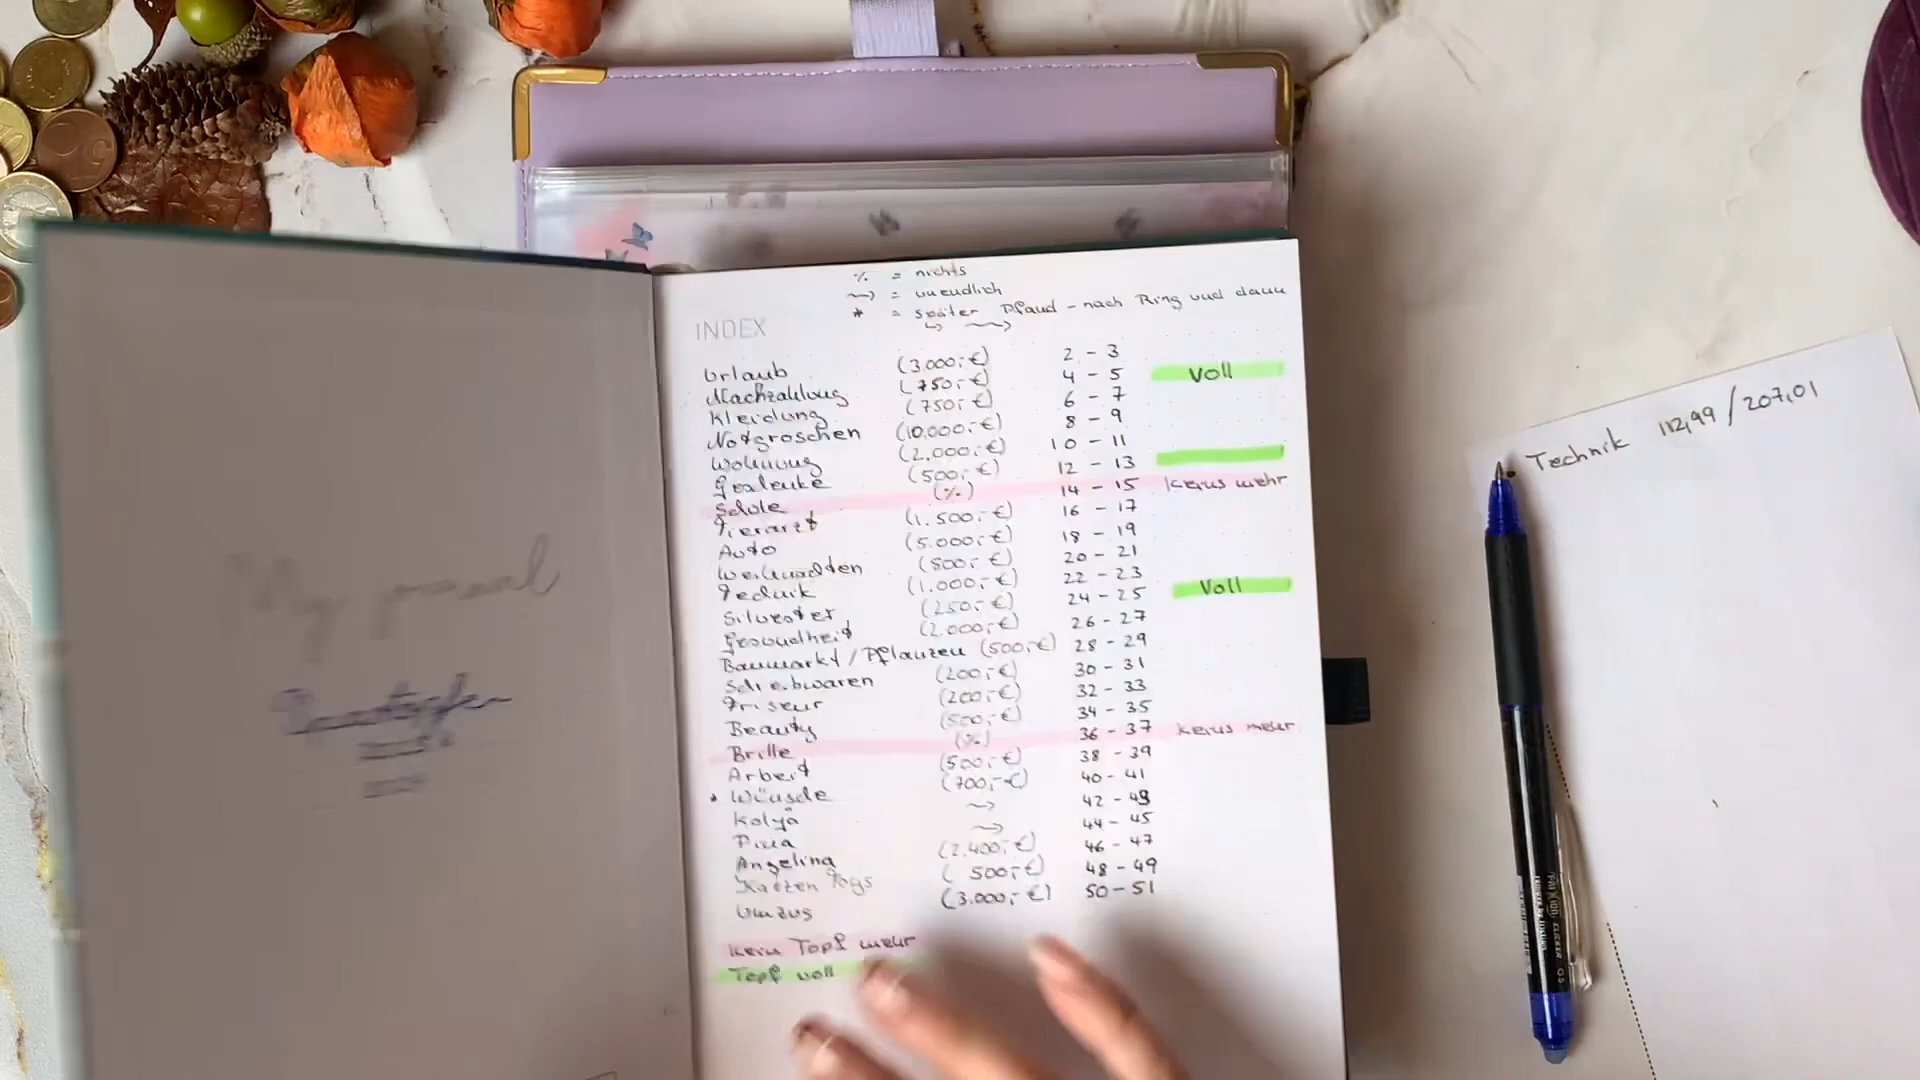 % = nichts
~> = unendlich
* = später Pfand - nach Ring und dann
↳ ~>
INDEX
Urlaub (3.000,-€) 2 - 3
Nachzahlung (750,-€) 4 - 5 Voll
Kleidung (750,-€) 6 - 7
Notgroschen (10.000,-€) 8 - 9
Wohnung (2.000,-€) 10 - 11
Geschenke (500,-€) 12 - 13
Schule (%) 14 - 15 keins mehr
Tierarzt (1.500,-€) 16 - 17
Auto (5.000,-€) 18 - 19
Weihnachten (800,-€) 20 - 21
Technik (1.000,-€) 22 - 23
Silvester (250,-€) 24 - 25 Voll
Gesundheit (2.000,-€) 26 - 27
Baumarkt / Pflanzen (500,-€) 28 - 29
Schreibwaren (200,-€) 30 - 31
Friseur (200,-€) 32 - 33
Beauty (500,-€) 34 - 35
Brille (%) 36 - 37 keins mehr
Arbeit (500,-€) 38 - 39
* Wünsche (700,-€) 40 - 41
Kolja ~> 42 - 43
~> 44 - 45
Angelina (2.400,-€) 46 - 47
Katzen (500,-€) 48 - 49
Umzug (3.000,-€) 50 - 51
kein Topf mehr
Topf voll
Technik 112,99 / 207,01